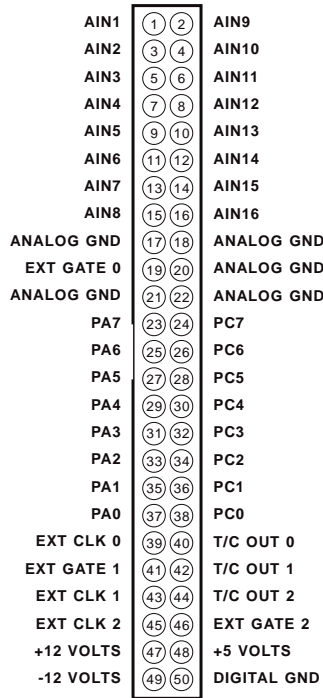 AIN1 1 2 AIN9
AIN2 3 4 AIN10
AIN3 5 6 AIN11
AIN4 7 8 AIN12
AIN5 9 10 AIN13
AIN6 11 12 AIN14
AIN7 13 14 AIN15
AIN8 15 16 AIN16
ANALOG GND 17 18 ANALOG GND
EXT GATE 0 19 20 ANALOG GND
ANALOG GND 21 22 ANALOG GND
PA7 23 24 PC7
PA6 25 26 PC6
PA5 27 28 PC5
PA4 29 30 PC4
PA3 31 32 PC3
PA2 33 34 PC2
PA1 35 36 PC1
PA0 37 38 PC0
EXT CLK 0 39 40 T/C OUT 0
EXT GATE 1 41 42 T/C OUT 1
EXT CLK 1 43 44 T/C OUT 2
EXT CLK 2 45 46 EXT GATE 2
+12 VOLTS 47 48 +5 VOLTS
-12 VOLTS 49 50 DIGITAL GND